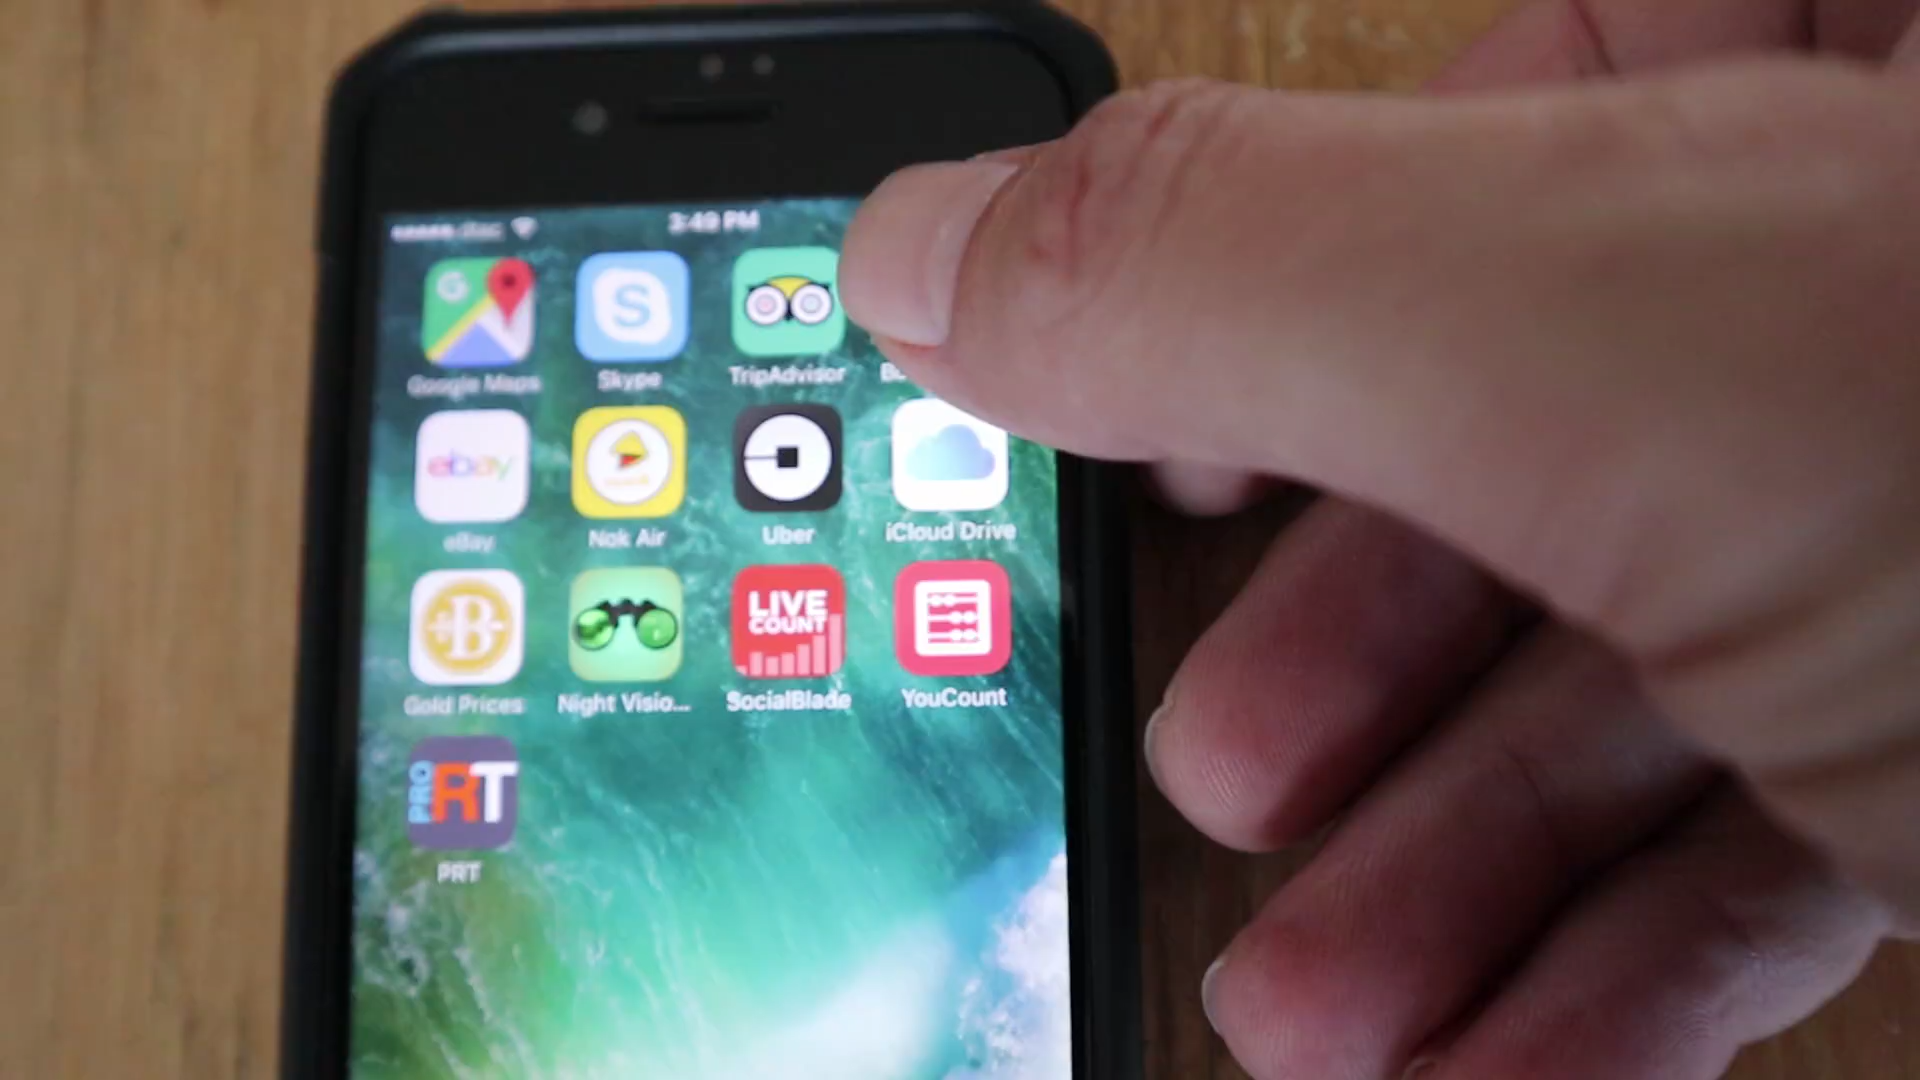 3:49 PM
G
S
Google Maps
Skype
TripAdvisor
ebay
eBay
Nok Air
Uber
iCloud Drive
B
LIVE
COUNT
Gold Prices
Night Visio...
SocialBlade
YouCount
PRO
RT
PRT